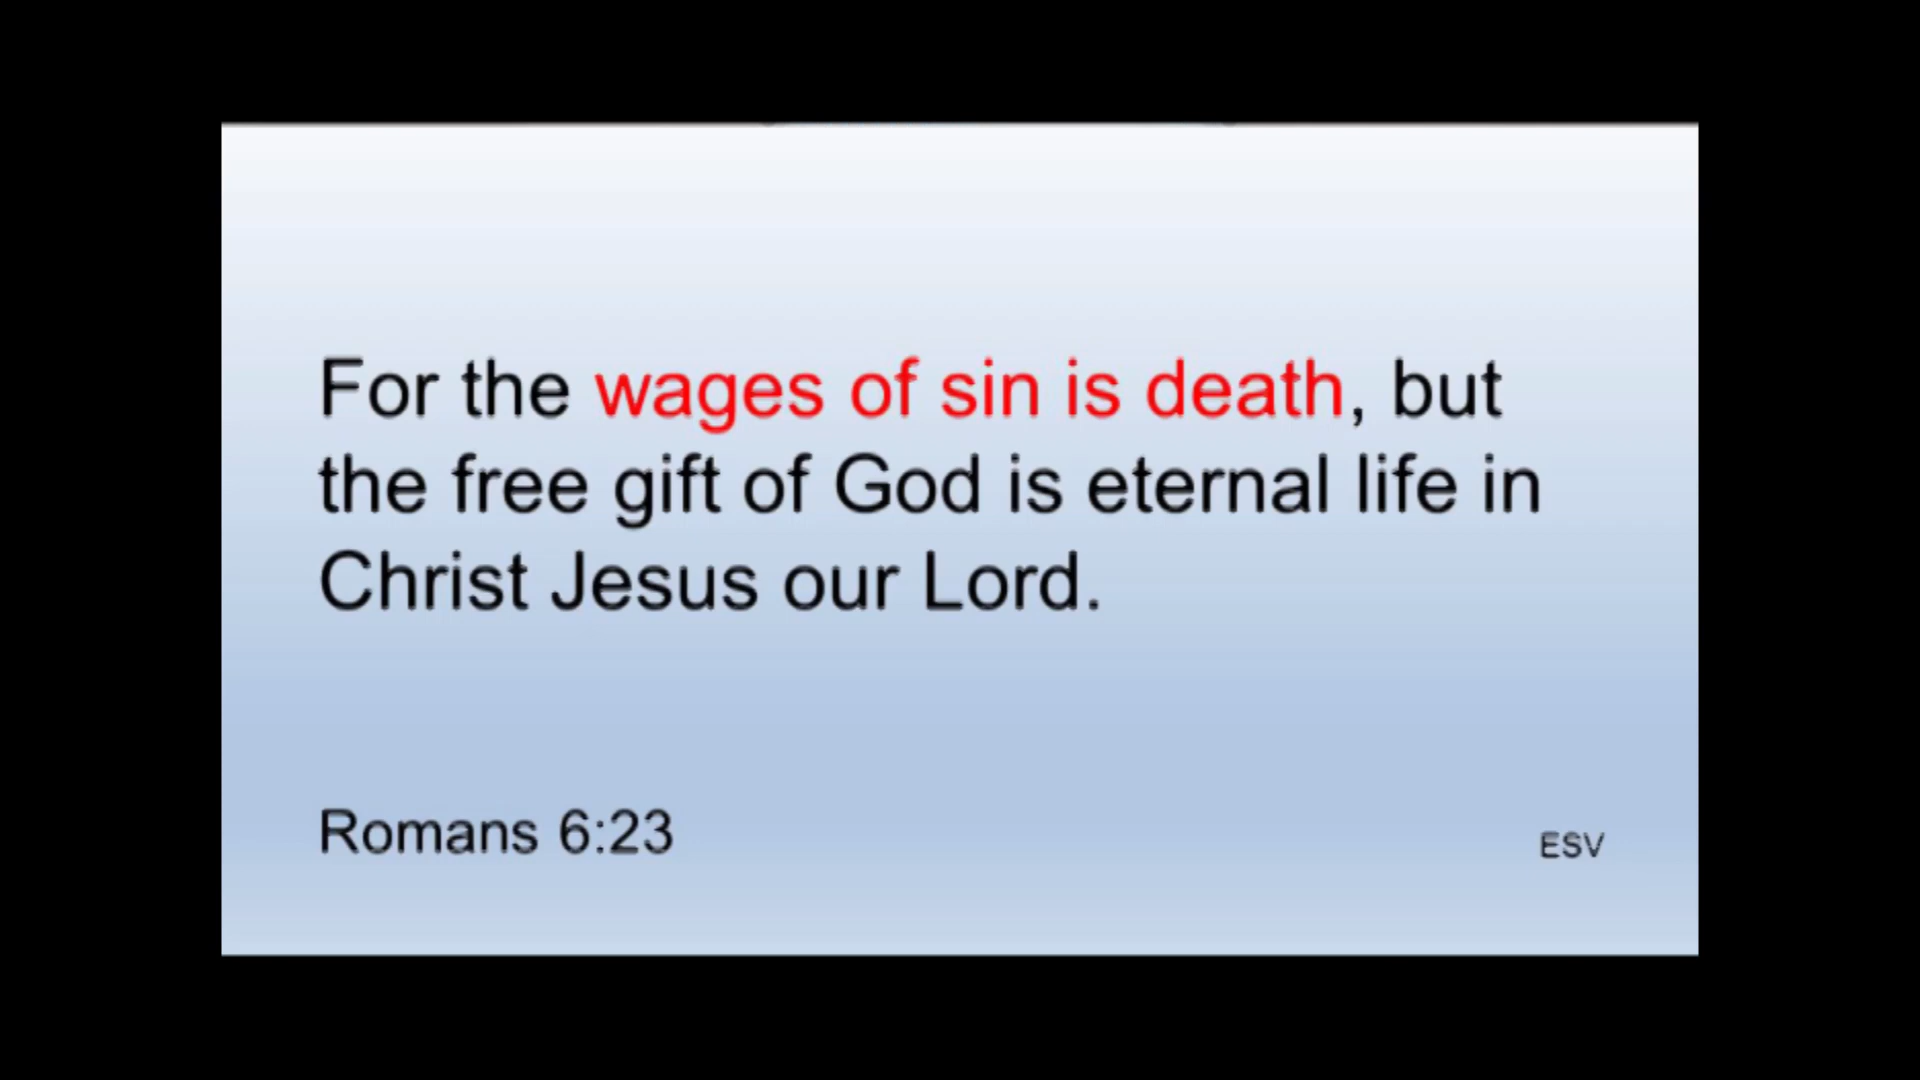 For the wages of sin is death, but
the free gift of God is eternal life in
Christ Jesus our Lord.
Romans 6:23
ESV